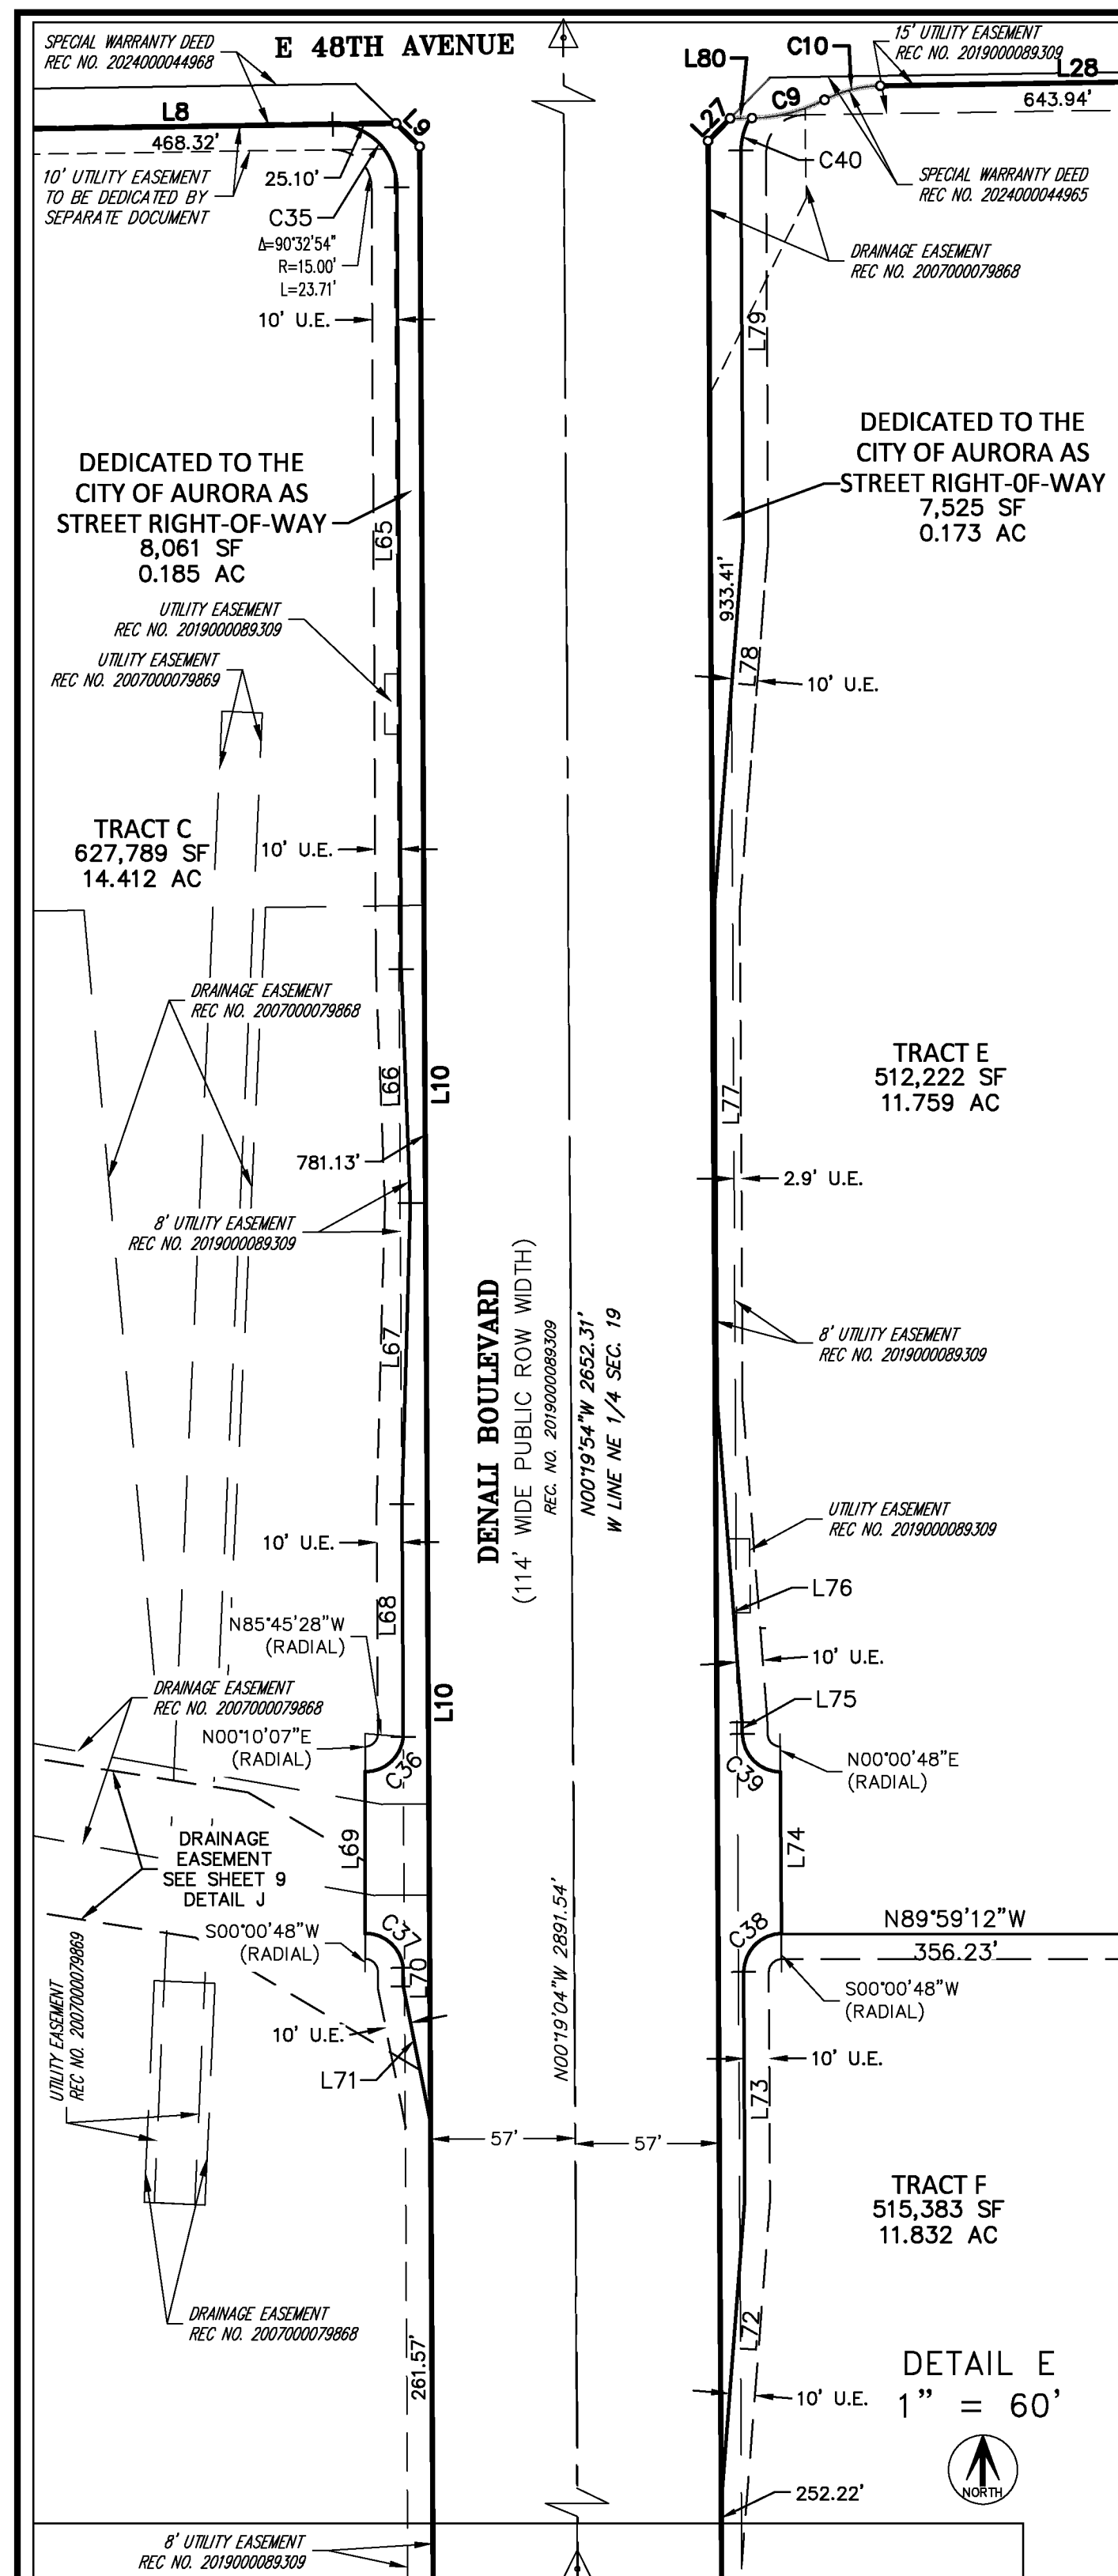 SPECIAL WARRANTY DEED
REC NO. 2024000044968
E 48TH AVENUE
L80
C10
15' UTILITY EASEMENT
REC NO. 2019000089309
L28
643.94'
L8
468.32'
L9
L27
C9
C40
10' UTILITY EASEMENT
TO BE DEDICATED BY
SEPARATE DOCUMENT
25.10'
C35
Δ=90°32'54"
R=15.00'
L=23.71'
10' U.E.
SPECIAL WARRANTY DEED
REC NO. 2024000044965
DRAINAGE EASEMENT
REC NO. 2007000079868
L79
DEDICATED TO THE
CITY OF AURORA AS
STREET RIGHT-OF-WAY
8,061 SF
0.185 AC
L65
DEDICATED TO THE
CITY OF AURORA AS
STREET RIGHT-OF-WAY
7,525 SF
0.173 AC
933.41'
UTILITY EASEMENT
REC NO. 2019000089309
UTILITY EASEMENT
REC NO. 2007000079869
L78
10' U.E.
TRACT C
627,789 SF
14.412 AC
10' U.E.
DRAINAGE EASEMENT
REC NO. 2007000079868
L66
L10
781.13'
TRACT E
512,222 SF
11.759 AC
L77
2.9' U.E.
8' UTILITY EASEMENT
REC NO. 2019000089309
L67
DENALI BOULEVARD
(114' WIDE PUBLIC ROW WIDTH)
REC. NO. 2019000089309
N00°19'54"W 2652.31'
W LINE NE 1/4 SEC. 19
8' UTILITY EASEMENT
REC NO. 2019000089309
10' U.E.
UTILITY EASEMENT
REC NO. 2019000089309
L76
L68
N85°45'28"W
(RADIAL)
10' U.E.
DRAINAGE EASEMENT
REC NO. 2007000079868
L10
L75
N00°10'07"E
(RADIAL)
C36
C39
N00°00'48"E
(RADIAL)
L69
L74
DRAINAGE
EASEMENT
SEE SHEET 9
DETAIL J
N00°19'04"W 2891.54'
S00°00'48"W
(RADIAL)
C37
C38
N89°59'12"W
356.23'
L70
S00°00'48"W
(RADIAL)
UTILITY EASEMENT
REC NO. 2007000079869
10' U.E.
L71
10' U.E.
L73
57'
57'
TRACT F
515,383 SF
11.832 AC
DRAINAGE EASEMENT
REC NO. 2007000079868
261.57'
L72
DETAIL E
1" = 60'
10' U.E.
NORTH
252.22'
8' UTILITY EASEMENT
REC NO. 2019000089309